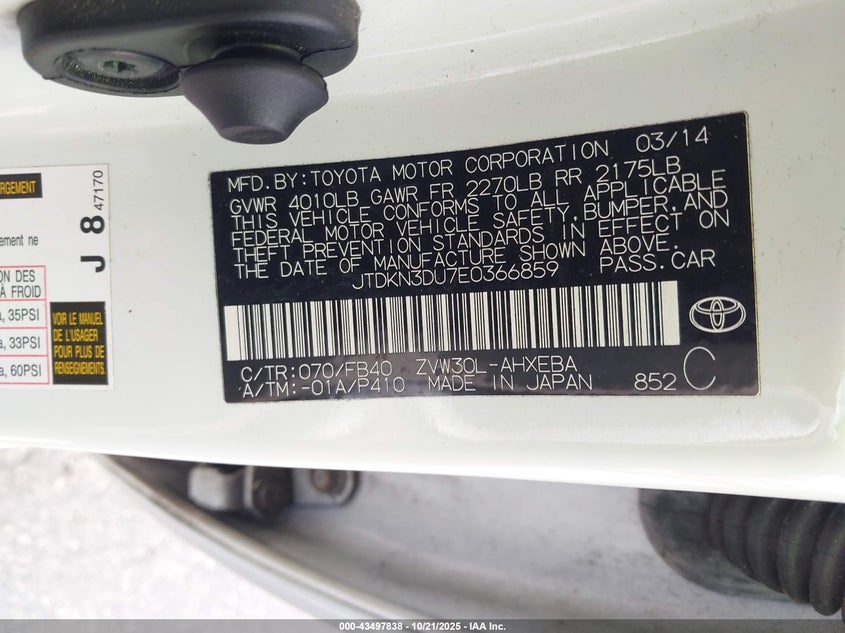 RGEMENT
ement ne
ON DES
À FROID
a, 35PSI
a, 33PSI
a, 60PSI
J 8 47170
VOIR LE MANUEL
DE L'USAGER
POUR PLUS DE
MFD.BY:TOYOTA MOTOR CORPORATION 03/14
GVWR 4010LB GAWR FR 2270LB RR 2175LB
THIS VEHICLE CONFORMS TO ALL APPLICABLE
FEDERAL MOTOR VEHICLE SAFETY,BUMPER,AND
THEFT PREVENTION STANDARDS IN EFFECT ON
THE DATE OF MANUFACTURE SHOWN ABOVE.
JTDKN3DU7E0366859 PASS.CAR
C/TR:070/FB40 ZVW30L-AHXEBA
A/TM:-01A/P410 MADE IN JAPAN 852 C
000-43497838 - 10/21/2025 - IAA Inc.